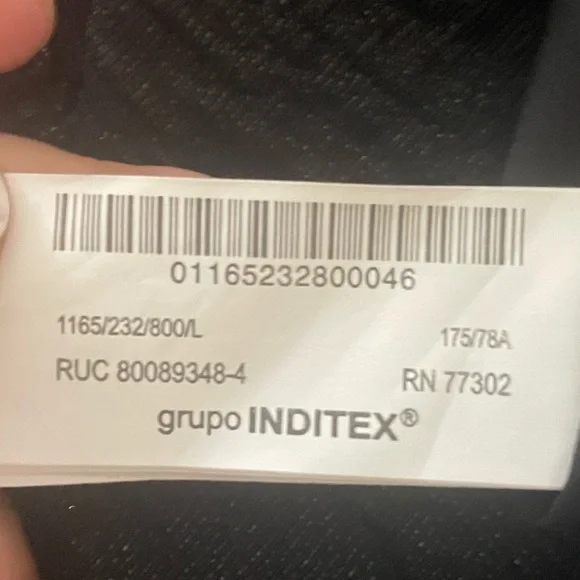 01165232800046
1165/232/800/L 175/78A
RUC 80089348-4 RN 77302
grupo INDITEX®